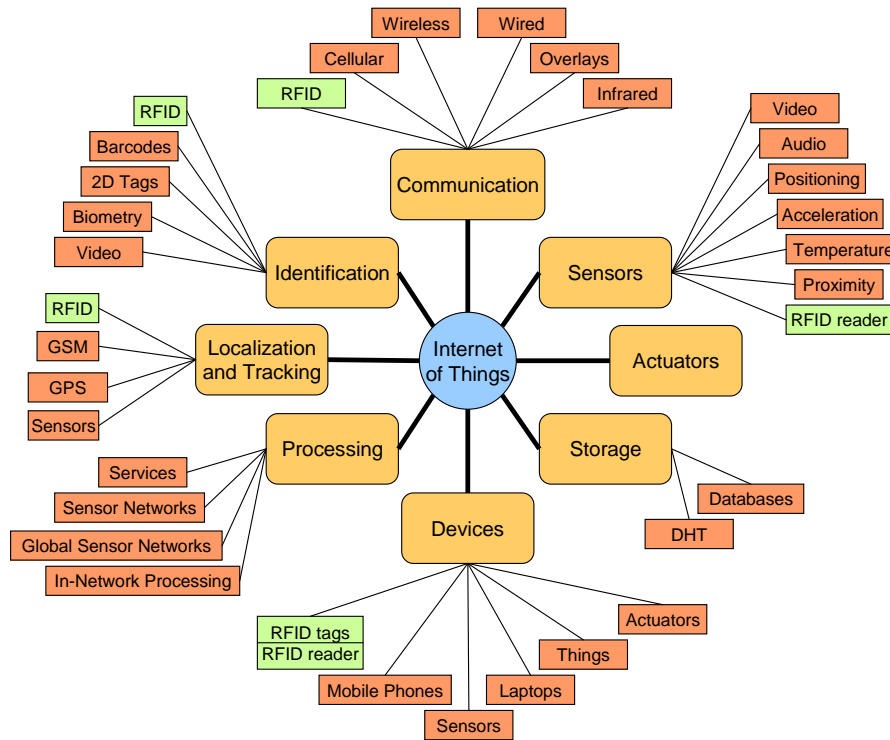 Wireless
Wired
Cellular
Overlays
RFID
Infrared
RFID
Barcodes
2D Tags
Biometry
Video
Communication
Video
Audio
Positioning
Acceleration
Temperature
Proximity
RFID reader
Identification
Sensors
RFID
GSM
GPS
Sensors
Localization
and Tracking
Internet
of Things
Actuators
Processing
Storage
Services
Sensor Networks
Global Sensor Networks
In-Network Processing
Devices
Databases
DHT
RFID tags
RFID reader
Mobile Phones
Sensors
Laptops
Things
Actuators